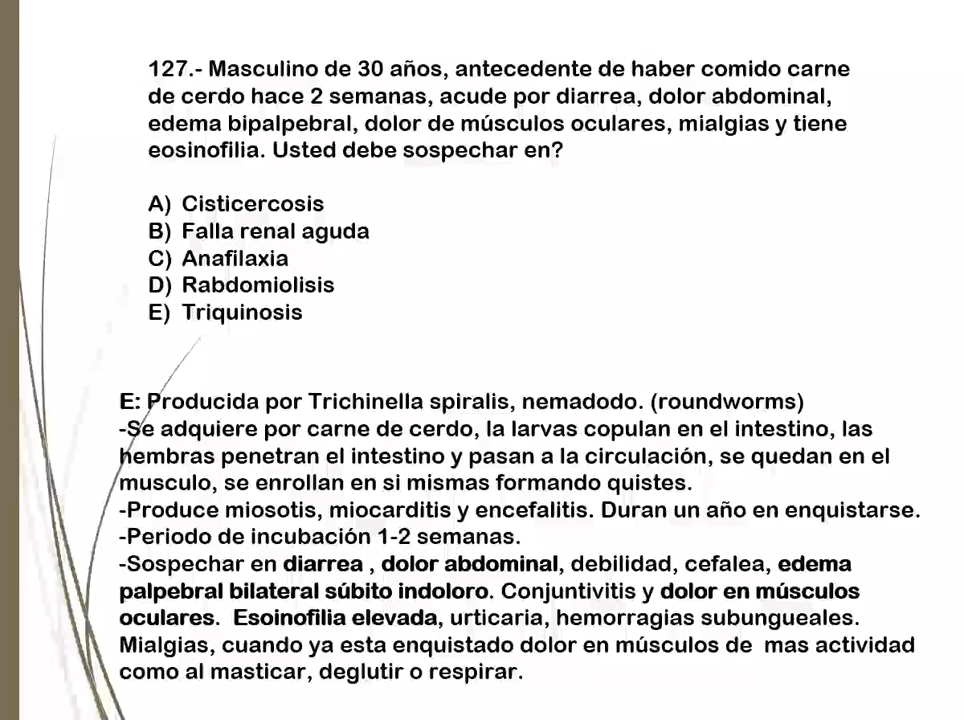 127.- Masculino de 30 años, antecedente de haber comido carne
de cerdo hace 2 semanas, acude por diarrea, dolor abdominal,
edema bipalpebral, dolor de músculos oculares, mialgias y tiene
eosinofilia. Usted debe sospechar en?
A) Cisticercosis
B) Falla renal aguda
C) Anafilaxia
D) Rabdomiolisis
E) Triquinosis
E: Producida por Trichinella spiralis, nemadodo. (roundworms)
-Se adquiere por carne de cerdo, la larvas copulan en el intestino, las
hembras penetran el intestino y pasan a la circulación, se quedan en el
musculo, se enrollan en si mismas formando quistes.
-Produce miosotis, miocarditis y encefalitis. Duran un año en enquistarse.
-Periodo de incubación 1-2 semanas.
-Sospechar en diarrea , dolor abdominal, debilidad, cefalea, edema
palpebral bilateral súbito indoloro. Conjuntivitis y dolor en músculos
oculares. Esoinofilia elevada, urticaria, hemorragias subungueales.
Mialgias, cuando ya esta enquistado dolor en músculos de mas actividad
como al masticar, deglutir o respirar.